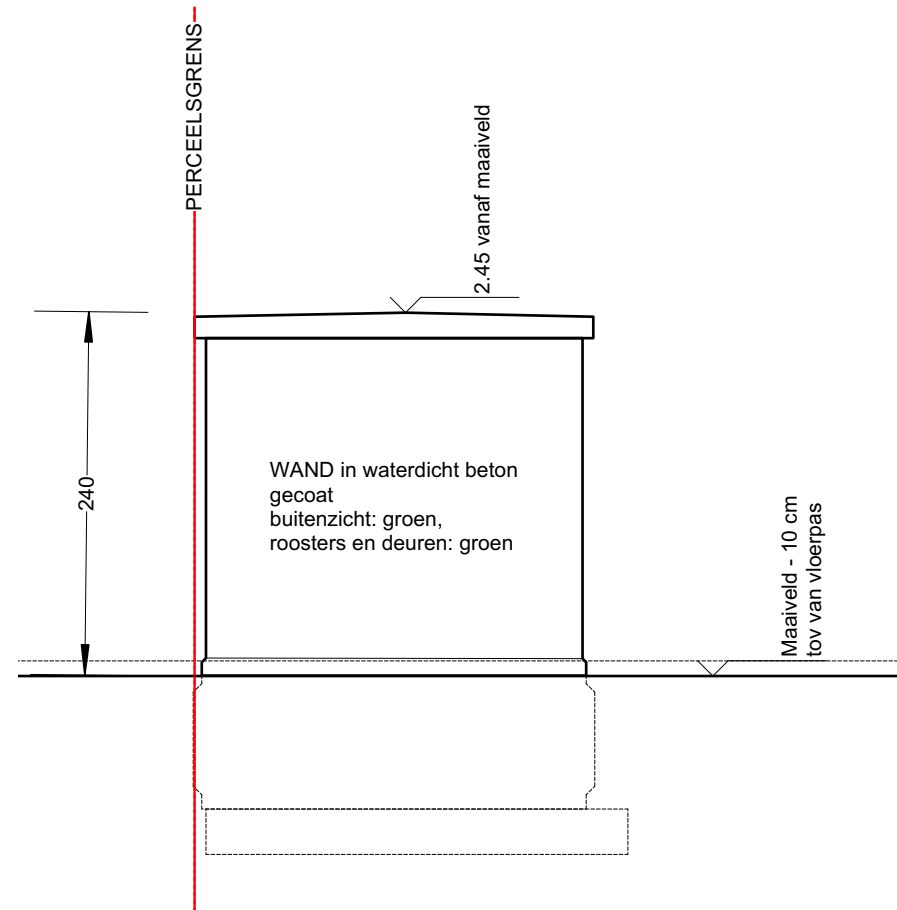 PERCEELSGRENS
2.45 vanaf maaiveld
240
WAND in waterdicht beton
gecoat
buitenzicht: groen,
roosters en deuren: groen
Maaiveld - 10 cm
tov van vloerpas